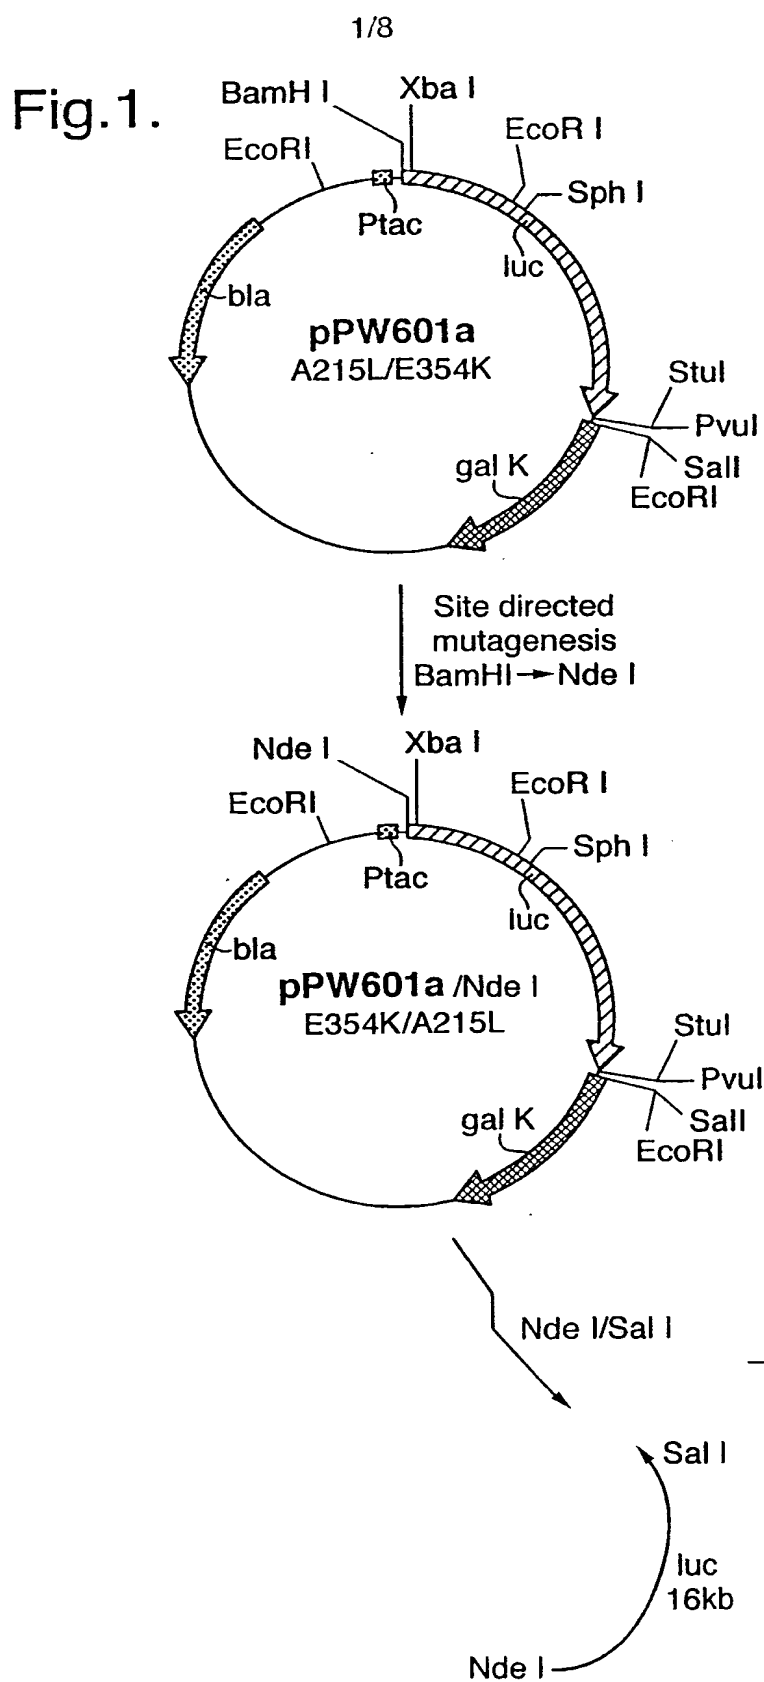 1/8
Fig.1.
BamH I
Xba I
EcoRI
EcoR I
Sph I
Ptac
luc
bla
pPW601a
A215L/E354K
StuI
PvuI
SalI
EcoRI
gal K
Site directed
mutagenesis
BamHI → Nde I
Nde I
Xba I
EcoRI
EcoR I
Sph I
Ptac
luc
bla
pPW601a /Nde I
E354K/A215L
StuI
PvuI
SalI
EcoRI
gal K
Nde I/Sal I
Sal I
luc
16kb
Nde I